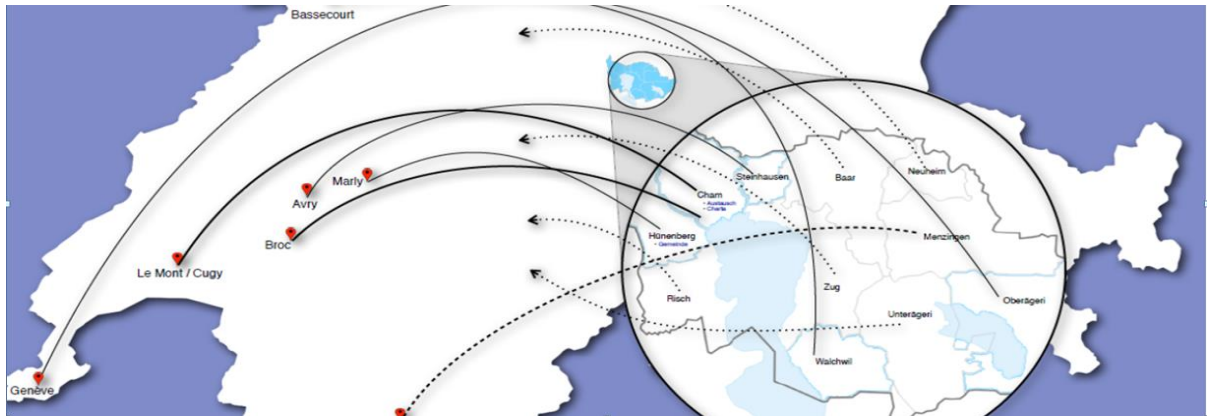 Bassecourt
Marly
Avry
Broc
Le Mont / Cugy
Genève
Steinhausen
Baar
Neuheim
Cham
• Austausch
• Charta
Hünenberg
• Gemeinde
Menzingen
Risch
Zug
Oberägeri
Unterägeri
Walchwil